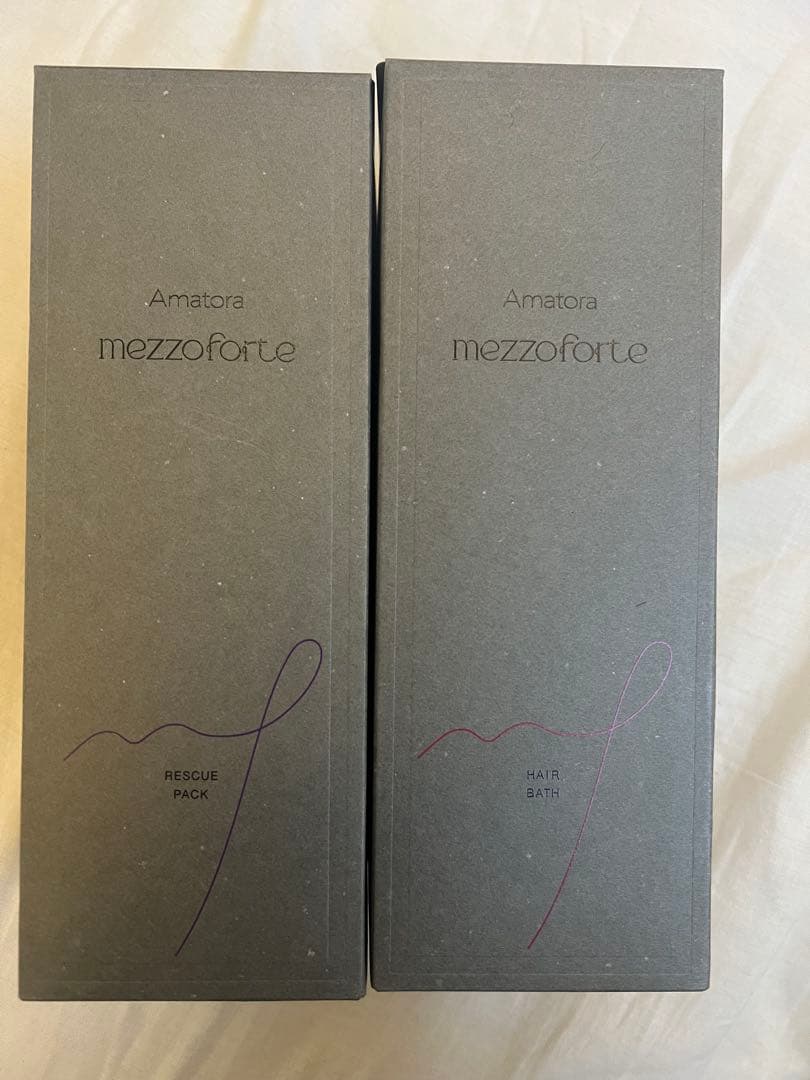 Amatora
mezzoforte
RESCUE
PACK
Amatora
mezzoforte
HAIR
BATH